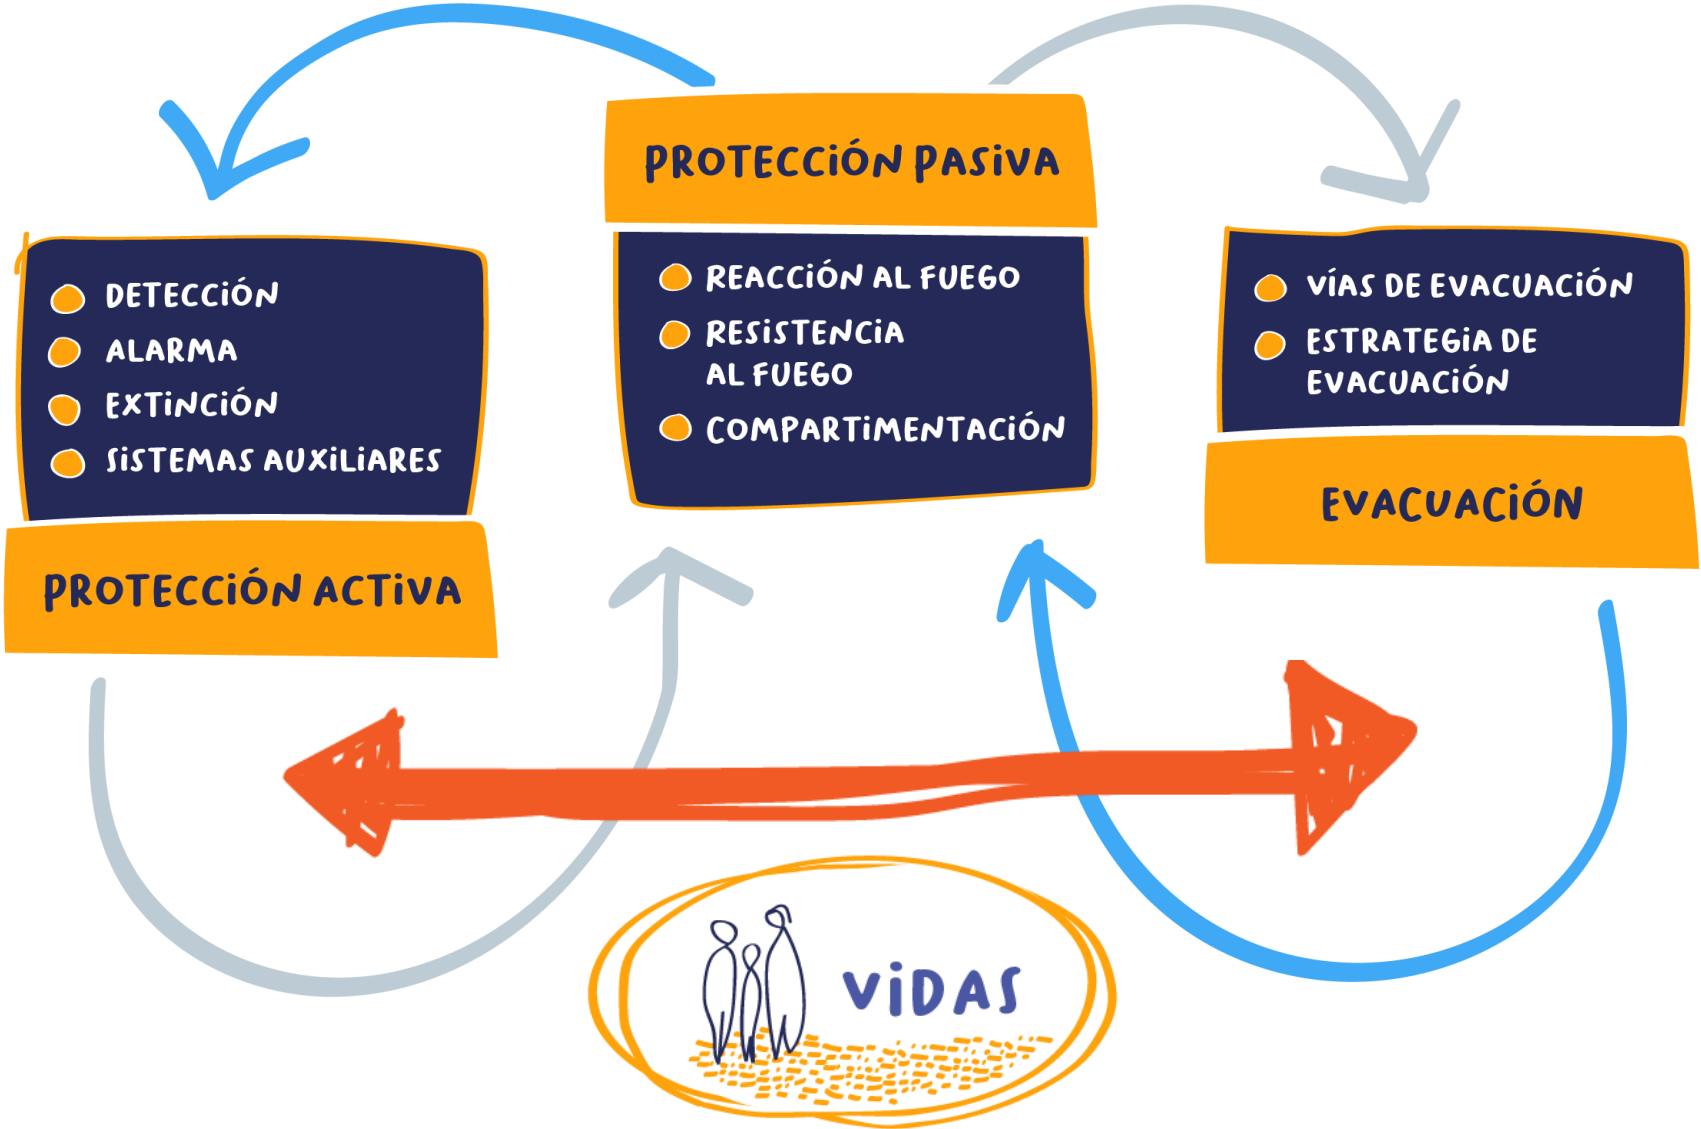 PROTECCIÓN PASIVA
REACCIÓN AL FUEGO
RESISTENCIA
AL FUEGO
COMPARTIMENTACIÓN
DETECCIÓN
ALARMA
EXTINCIÓN
SISTEMAS AUXILIARES
PROTECCIÓN ACTIVA
VÍAS DE EVACUACIÓN
ESTRATEGIA DE
EVACUACIÓN
EVACUACIÓN
VIDAS